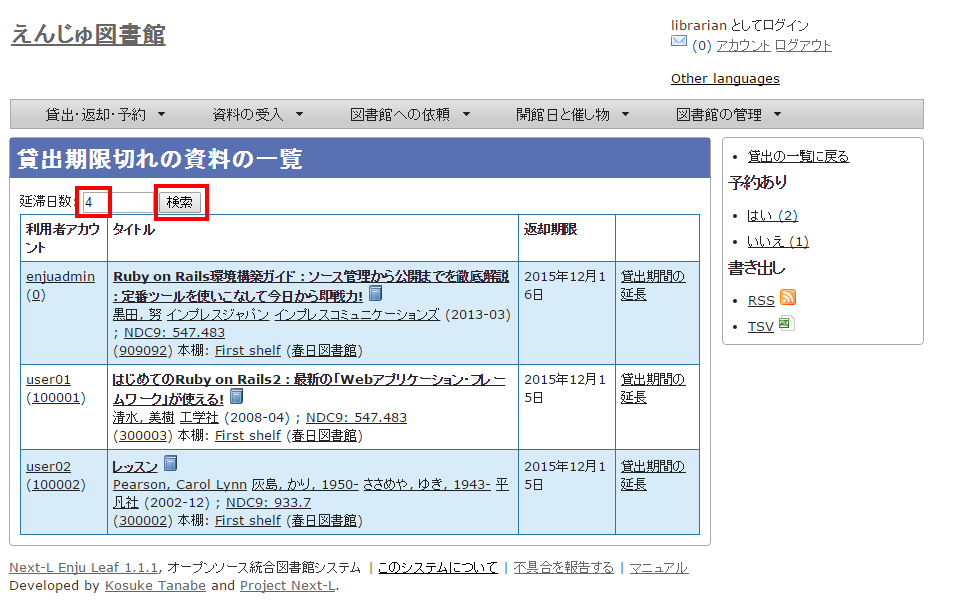 えんじゅ図書館
librarian としてログイン
(0) アカウント ログアウト
Other languages
貸出・返却・予約 ▼ 資料の受入 ▼ 図書館への依頼 ▼ 開館日と催し物 ▼ 図書館の管理 ▼
貸出期限切れの資料の一覧
延滞日数: 4 検索
利用者アカウント タイトル 返却期限
enjuadmin
(0)
Ruby on Rails環境構築ガイド : ソース管理から公開までを徹底解説
: 定番ツールを使いこなして今日から即戦力!
黒田, 努 インプレスジャパン インプレスコミュニケーションズ (2013-03)
; NDC9: 547.483
(909092) 本棚: First shelf (春日図書館)
2015年12月1
6日
貸出期間の
延長
user01
(100001)
はじめてのRuby on Rails2 : 最新の「Webアプリケーション・フレー
ムワーク」が使える!
清水, 美樹 工学社 (2008-04) ; NDC9: 547.483
(300003) 本棚: First shelf (春日図書館)
2015年12月1
5日
貸出期間の
延長
user02
(100002)
レッスン
Pearson, Carol Lynn 灰島, かり, 1950- ささめや, ゆき, 1943- 平
凡社 (2002-12) ; NDC9: 933.7
(300002) 本棚: First shelf (春日図書館)
2015年12月1
5日
貸出期間の
延長
• 貸出の一覧に戻る
予約あり
• はい (2)
• いいえ (1)
書き出し
• RSS
• TSV
Next-L Enju Leaf 1.1.1, オープンソース統合図書館システム | このシステムについて | 不具合を報告する | マニュアル
Developed by Kosuke Tanabe and Project Next-L.